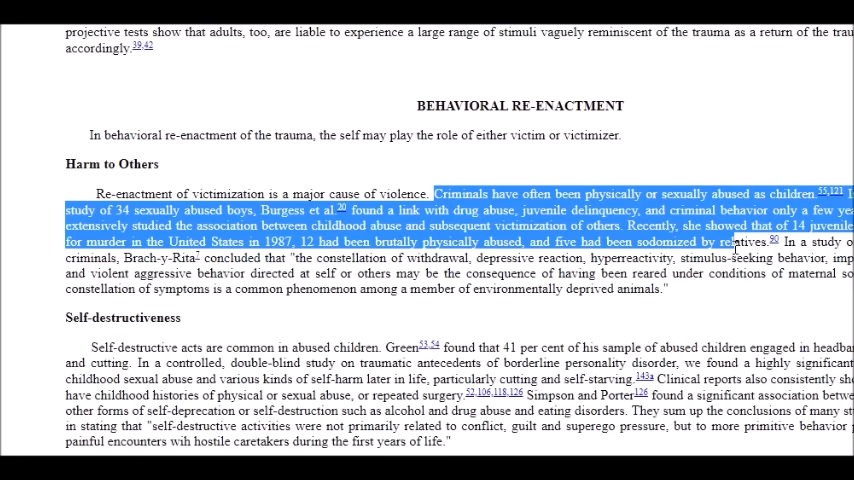 projective tests show that adults, too, are liable to experience a large range of stimuli vaguely reminiscent of the trauma as a return of the trau
accordingly.39,42
BEHAVIORAL RE-ENACTMENT
In behavioral re-enactment of the trauma, the self may play the role of either victim or victimizer.
Harm to Others
Re-enactment of victimization is a major cause of violence. Criminals have often been physically or sexually abused as children.55,121 I
study of 34 sexually abused boys, Burgess et al.20 found a link with drug abuse, juvenile delinquency, and criminal behavior only a few yea
extensively studied the association between childhood abuse and subsequent victimization of others. Recently, she showed that of 14 juvenile
for murder in the United States in 1987, 12 had been brutally physically abused, and five had been sodomized by relatives.90 In a study o
criminals, Brach-y-Rita7 concluded that "the constellation of withdrawal, depressive reaction, hyperreactivity, stimulus-seeking behavior, imp
and violent aggressive behavior directed at self or others may be the consequence of having been reared under conditions of maternal so
constellation of symptoms is a common phenomenon among a member of environmentally deprived animals."
Self-destructiveness
Self-destructive acts are common in abused children. Green53,54 found that 41 per cent of his sample of abused children engaged in headba
and cutting. In a controlled, double-blind study on traumatic antecedents of borderline personality disorder, we found a highly significant
childhood sexual abuse and various kinds of self-harm later in life, particularly cutting and self-starving.143a Clinical reports also consistently sh
have childhood histories of physical or sexual abuse, or repeated surgery.52,106,118,126 Simpson and Porter126 found a significant association betwe
other forms of self-deprecation or self-destruction such as alcohol and drug abuse and eating disorders. They sum up the conclusions of many st
in stating that "self-destructive activities were not primarily related to conflict, guilt and superego pressure, but to more primitive behavior p
painful encounters wih hostile caretakers during the first years of life."